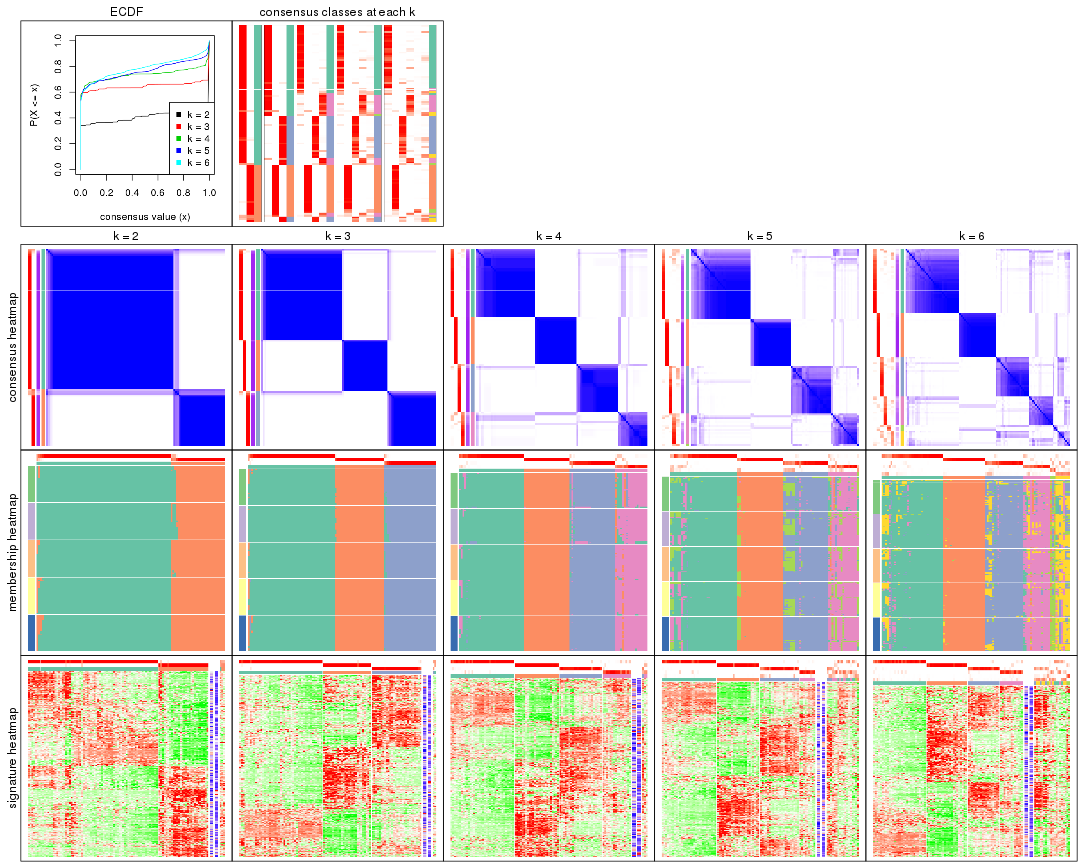 ECDF
consensus classes at each k
P(X <= x)
0.0 0.2 0.4 0.6 0.8 1.0
k = 2
k = 3
k = 4
k = 5
k = 6
0.0 0.2 0.4 0.6 0.8 1.0
consensus value (x)
k = 2
k = 3
k = 4
k = 5
k = 6
consensus heatmap
membership heatmap
signature heatmap